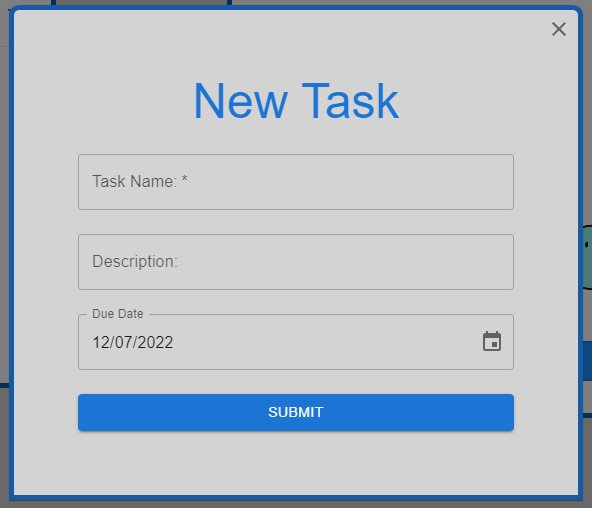 New Task
Task Name: *
Description:
Due Date
12/07/2022
SUBMIT